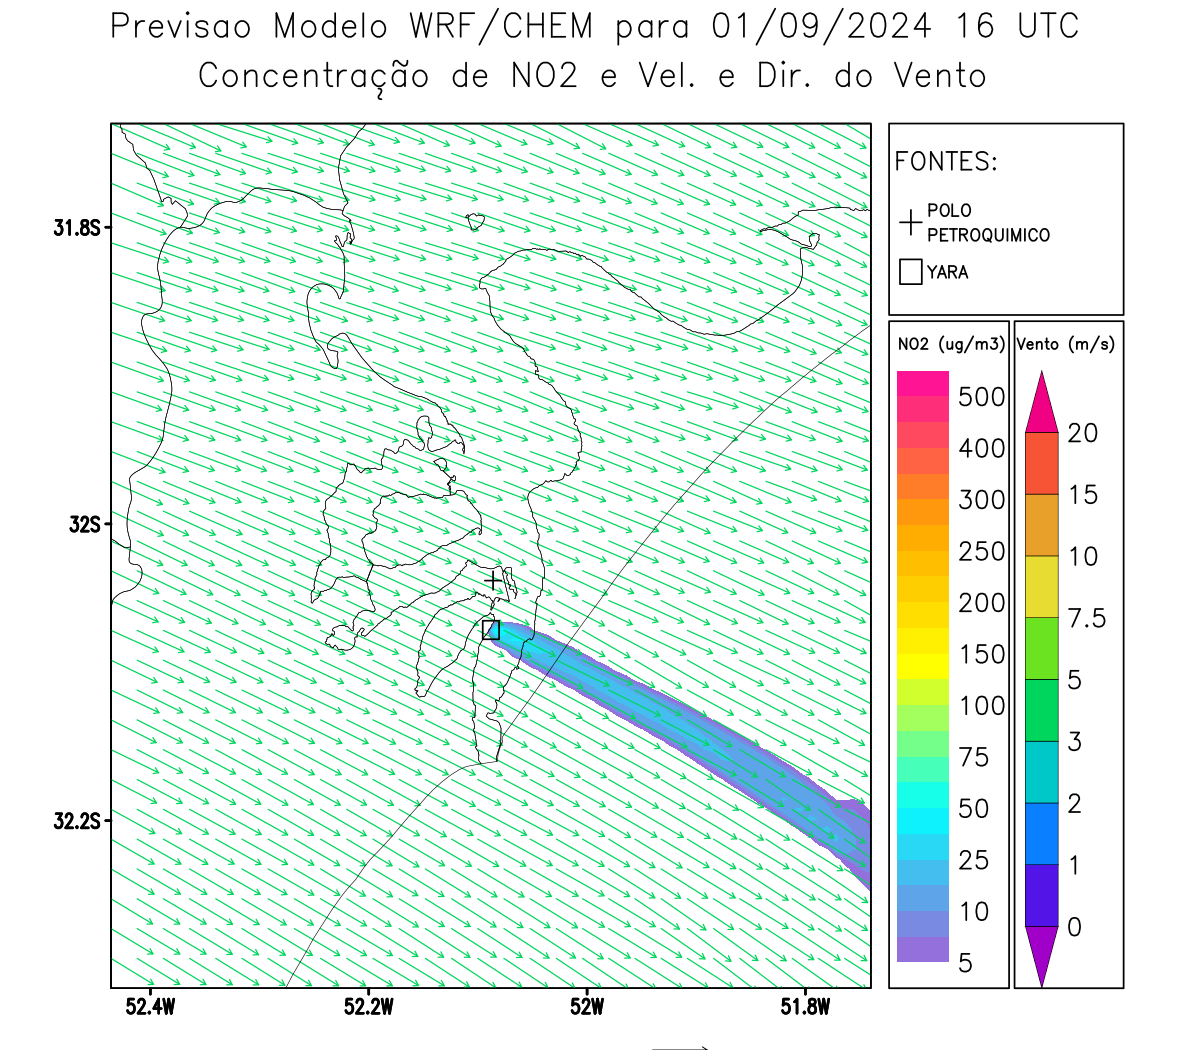 Previsao Modelo WRF/CHEM para 01/09/2024 16 UTC
Concentração de NO2 e Vel. e Dir. do Vento
FONTES:
POLO
PETROQUIMICO
YARA
31.8S
32S
32.2S
52.4W
52.2W
52W
51.8W
NO2 (ug/m3)
500
400
300
250
200
150
100
75
50
25
10
5
Vento (m/s)
20
15
10
7.5
5
3
2
1
0